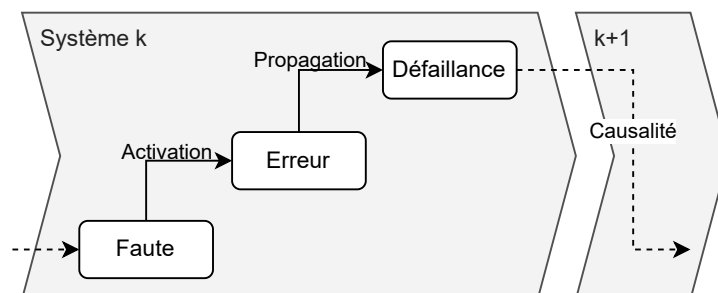 Système k
k+1
Propagation
Défaillance
Causalité
Activation
Erreur
Faute